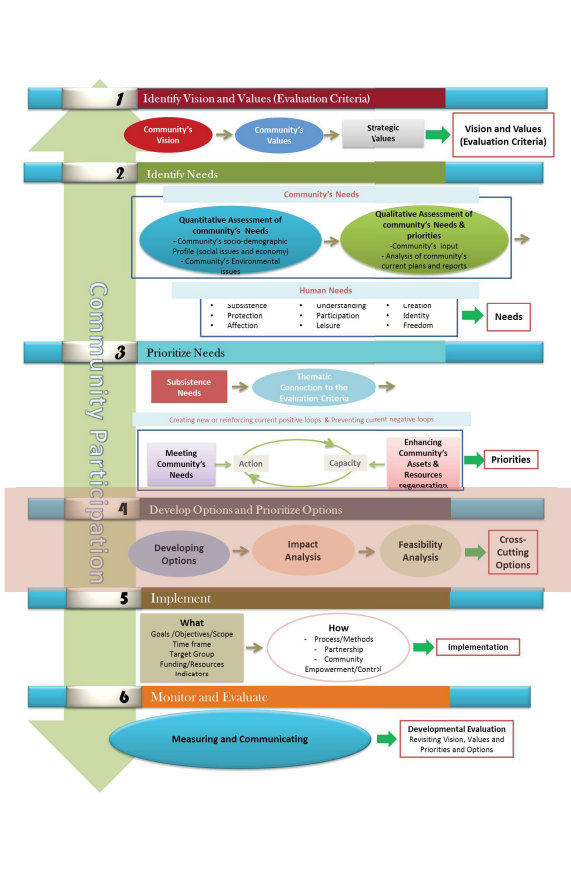 1 Identify Vision and Values (Evaluation Criteria)
Community's
Vision
Community's
Values
Strategic
Values
Vision and Values
(Evaluation Criteria)
2 Identify Needs
Community's Needs
Quantitative Assessment of
community's Needs
- Community's socio-demographic
Profile (social issues and economy)
- Community's Environmental
issues
Qualitative Assessment of
community's Needs &
priorities
-Community's input
- Analysis of community's
current plans and reports
Human Needs
• Subsistence
• Protection
• Affection
• Understanding
• Participation
• Leisure
• Creation
• Identity
• Freedom
Needs
Community Participation
3 Prioritize Needs
Subsistence
Needs
Thematic
Connection to the
Evaluation Criteria
Creating new or reinforcing current positive loops & Preventing current negative loops
Meeting
Community's
Needs
Action
Capacity
Enhancing
Community's
Assets &
Resources
regeneration
Priorities
4 Develop Options and Prioritize Options
Developing
Options
Impact
Analysis
Feasibility
Analysis
Cross-
Cutting
Options
5 Implement
What
Goals /Objectives/Scope
Time frame
Target Group
Funding/Resources
Indicators
How
- Process/Methods
- Partnership
- Community
Empowerment/Control
Implementation
6 Monitor and Evaluate
Measuring and Communicating
Developmental Evaluation
Revisiting Vision, Values and
Priorities and Options